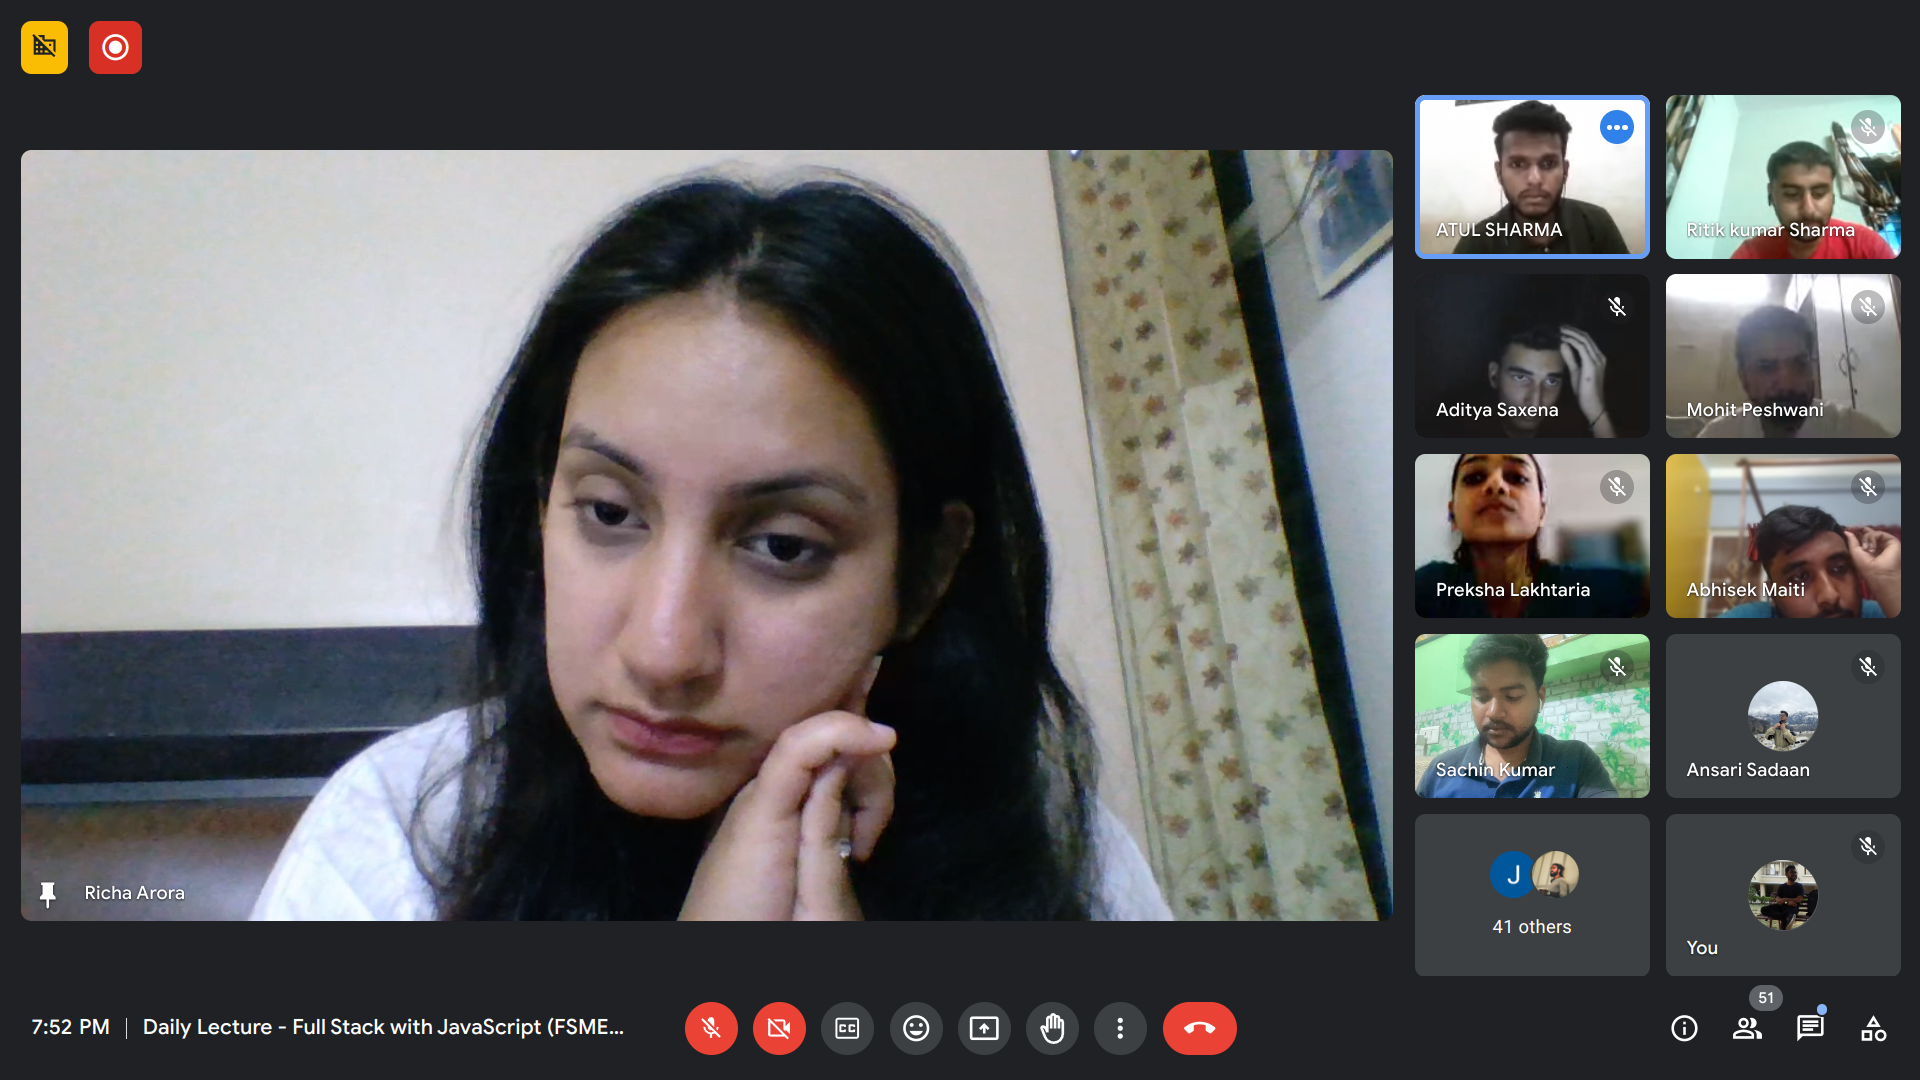 ATUL SHARMA
Ritik kumar Sharma
Aditya Saxena
Mohit Peshwani
Preksha Lakhtaria
Abhisek Maiti
Sachin Kumar
Ansari Sadaan
J
41 others
You
Richa Arora
7:52 PM | Daily Lecture - Full Stack with JavaScript (FSME...
CC
51